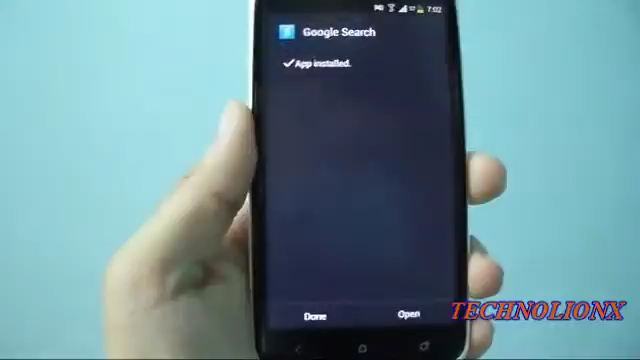 7:02
Google Search
App installed.
Done
Open
TECHNOLIONX